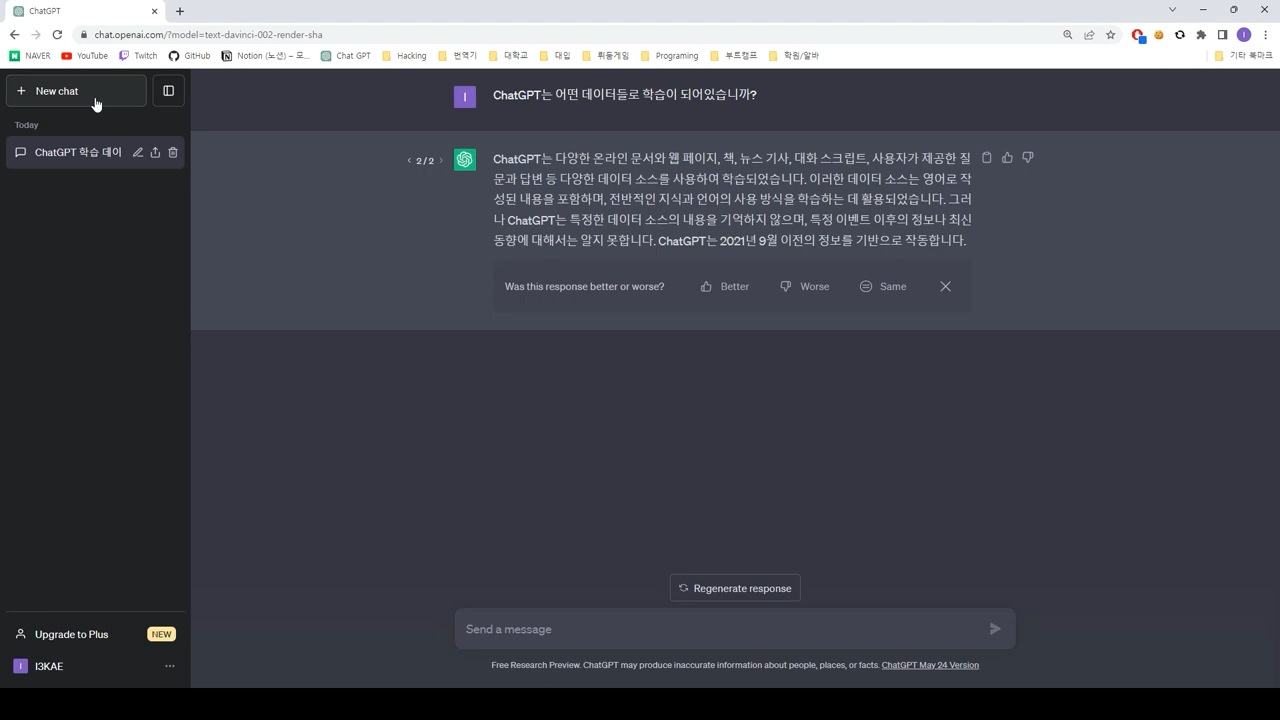 ChatGPT
chat.openai.com/?model=text-davinci-002-render-sha
NAVER YouTube Twitch GitHub Notion (노션) – 모... Chat GPT Hacking 번역기 대학교 대입 뤼동게임 Programing 부트캠프 학원/알바 기타 북마크
New chat
Today
ChatGPT 학습 데이
I
ChatGPT는 어떤 데이터들로 학습이 되어있습니까?
2/2
ChatGPT는 다양한 온라인 문서와 웹 페이지, 책, 뉴스 기사, 대화 스크립트, 사용자가 제공한 질
문과 답변 등 다양한 데이터 소스를 사용하여 학습되었습니다. 이러한 데이터 소스는 영어로 작
성된 내용을 포함하며, 전반적인 지식과 언어의 사용 방식을 학습하는 데 활용되었습니다. 그러
나 ChatGPT는 특정한 데이터 소스의 내용을 기억하지 않으며, 특정 이벤트 이후의 정보나 최신
동향에 대해서는 알지 못합니다. ChatGPT는 2021년 9월 이전의 정보를 기반으로 작동합니다.
Was this response better or worse? Better Worse Same
Regenerate response
Send a message
Free Research Preview. ChatGPT may produce inaccurate information about people, places, or facts. ChatGPT May 24 Version
Upgrade to Plus NEW
I I3KAE